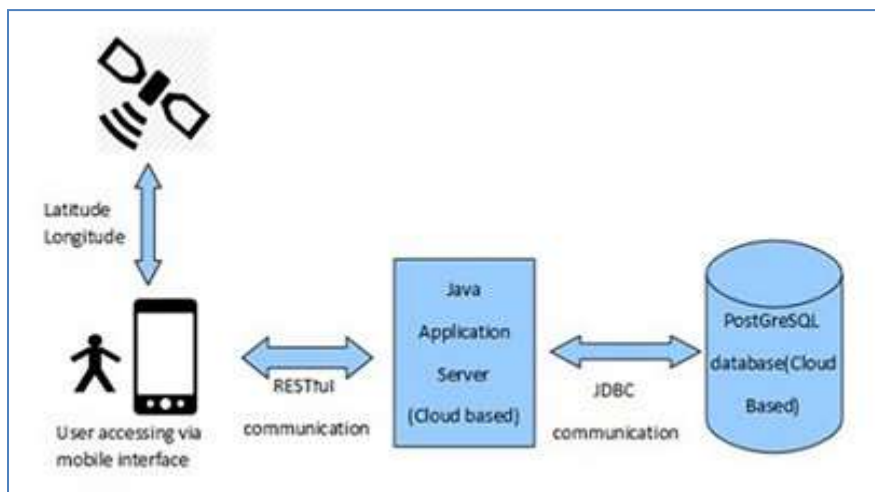 Latitude
Longitude
User accessing via
mobile interface
RESTful
communication
Java
Application
Server
(Cloud based)
JDBC
communication
PostGreSQL
database(Cloud
Based)